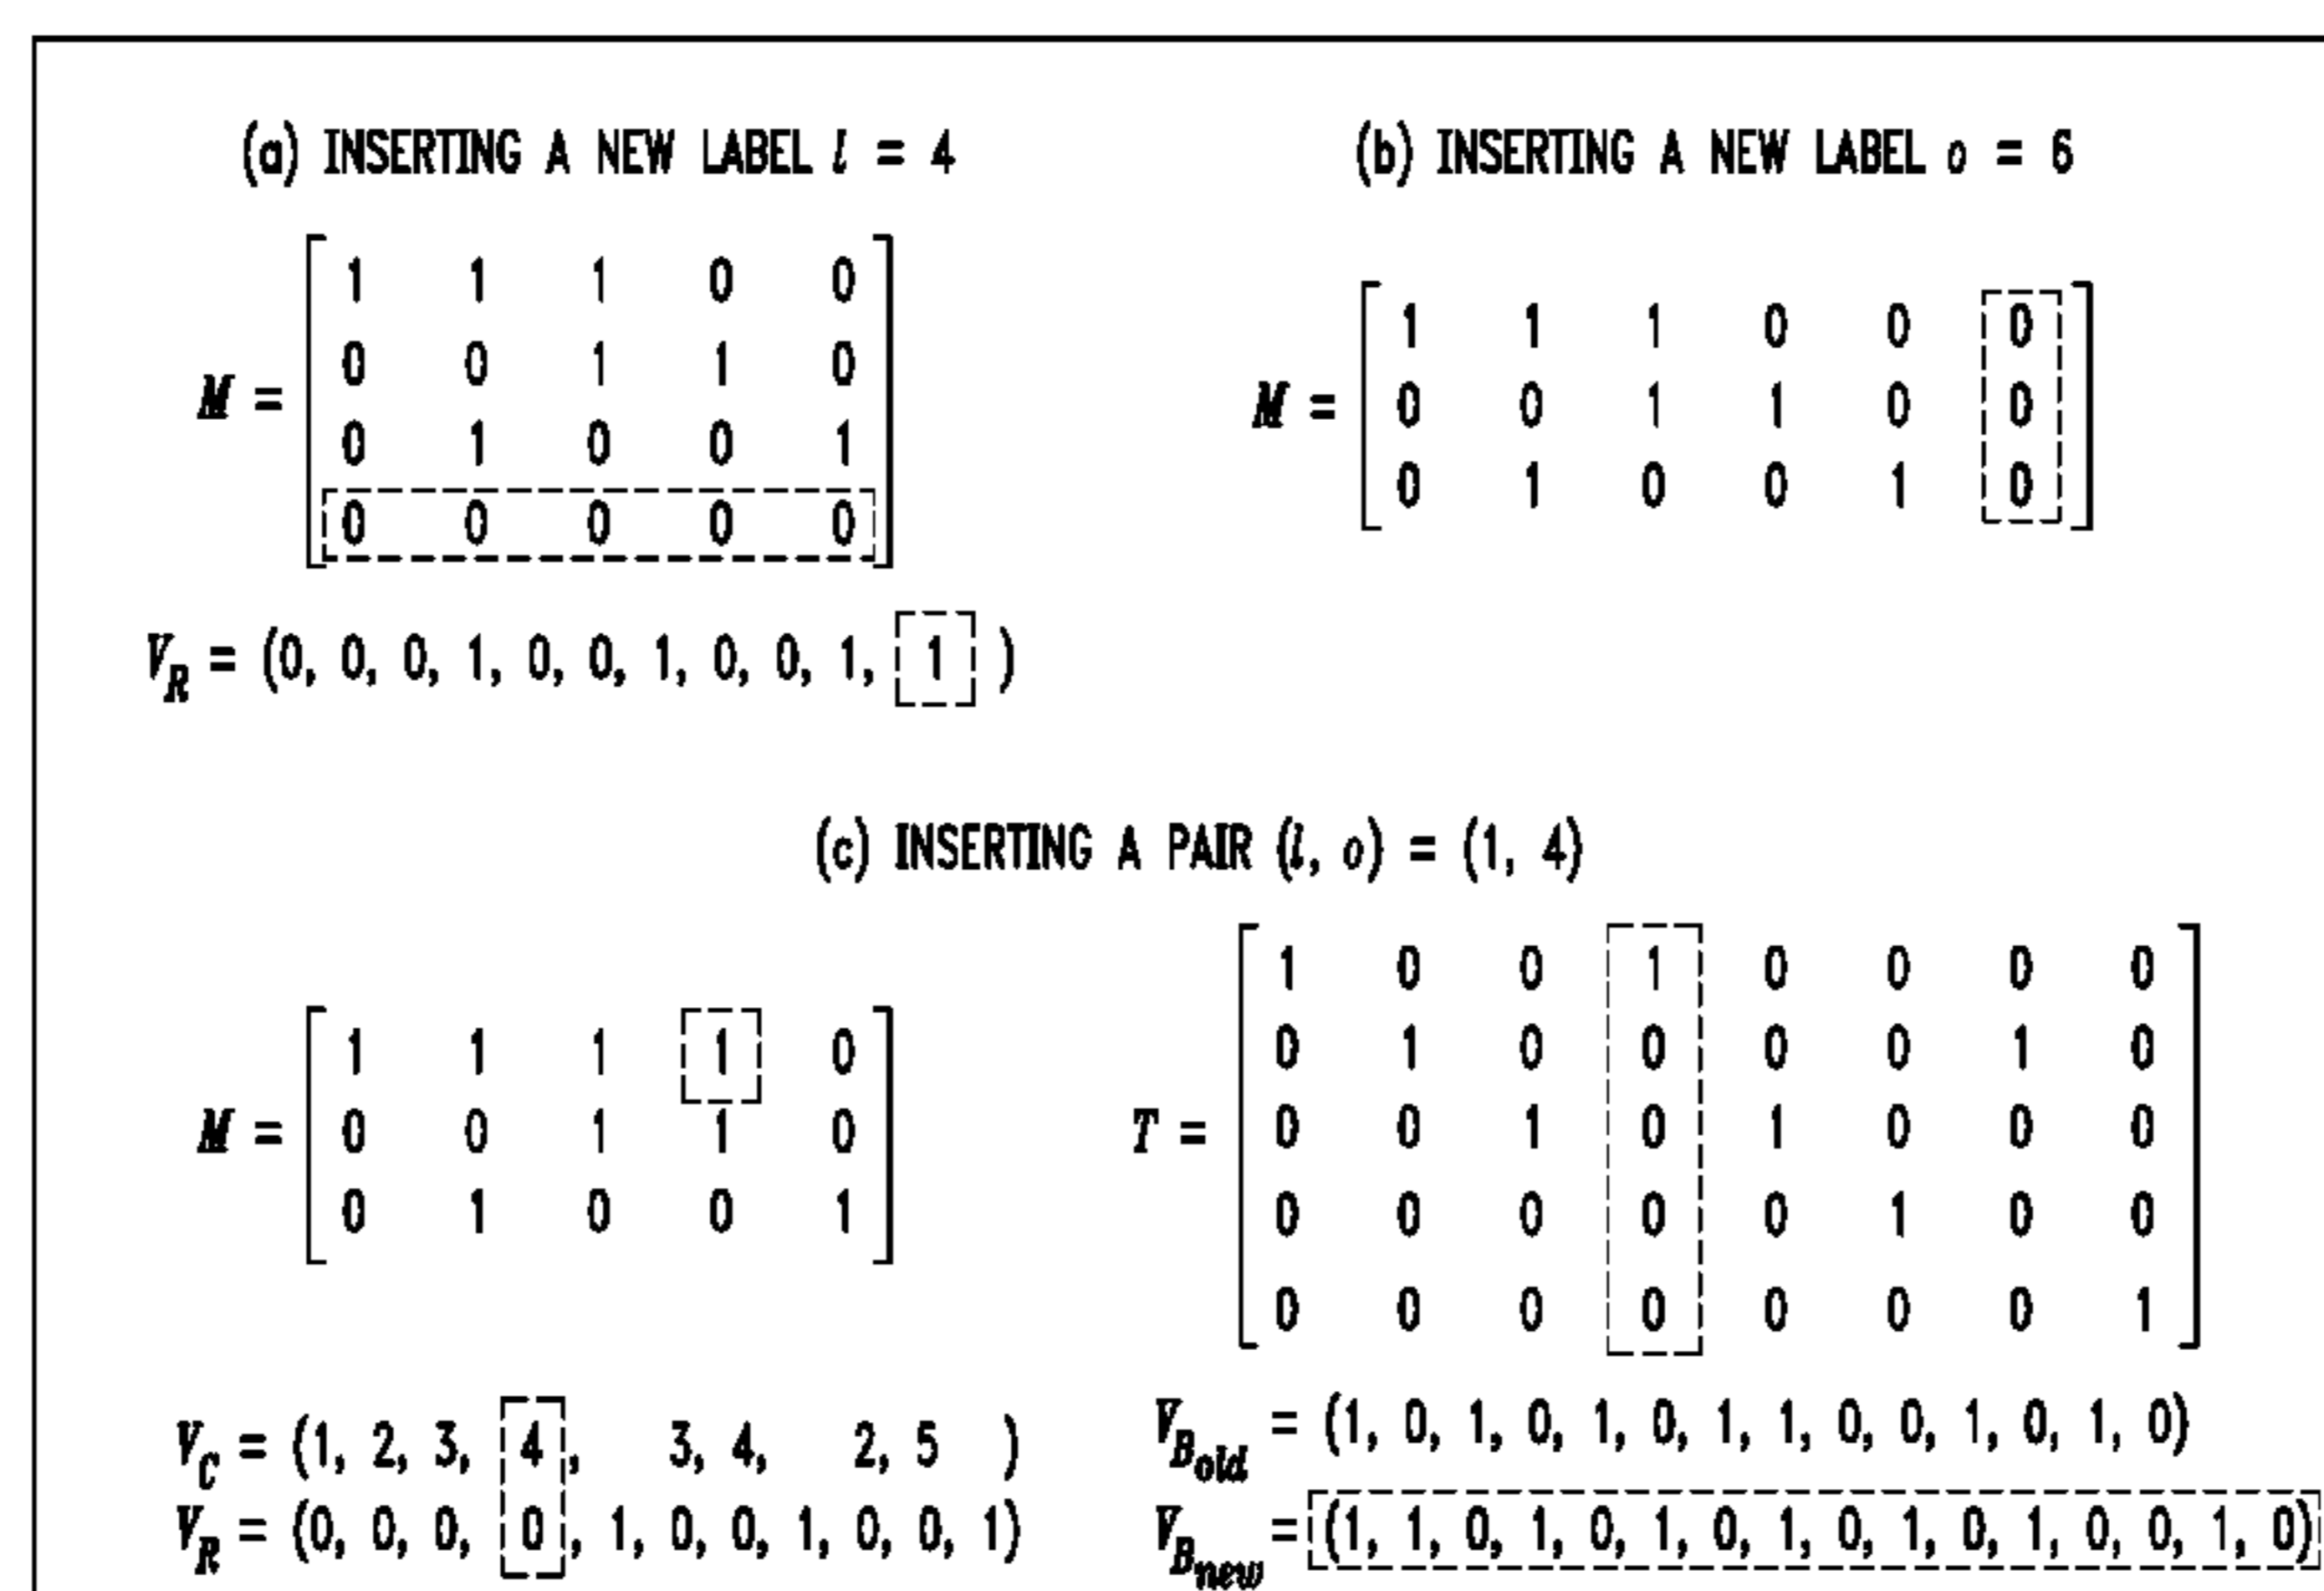 (a) INSERTING A NEW LABEL l = 4
M =
1 1 1 0 0
0 0 1 1 0
0 1 0 0 1
0 0 0 0 0
V_R = (0, 0, 0, 1, 0, 0, 1, 0, 0, 1, 1 )
(b) INSERTING A NEW LABEL o = 6
M =
1 1 1 0 0 0
0 0 1 1 0 0
0 1 0 0 1 0
(c) INSERTING A PAIR (l, o) = (1, 4)
M =
1 1 1 1 0
0 0 1 1 0
0 1 0 0 1
V_C = (1, 2, 3, 4, 3, 4, 2, 5 )
V_R = (0, 0, 0, 0, 1, 0, 0, 1, 0, 0, 1)
T =
1 0 0 1 0 0 0 0
0 1 0 0 0 0 1 0
0 0 1 0 1 0 0 0
0 0 0 0 0 1 0 0
0 0 0 0 0 0 0 1
V_B_old = (1, 0, 1, 0, 1, 0, 1, 1, 0, 0, 1, 0, 1, 0)
V_B_new = (1, 1, 0, 1, 0, 1, 0, 1, 0, 1, 0, 1, 0, 0, 1, 0)